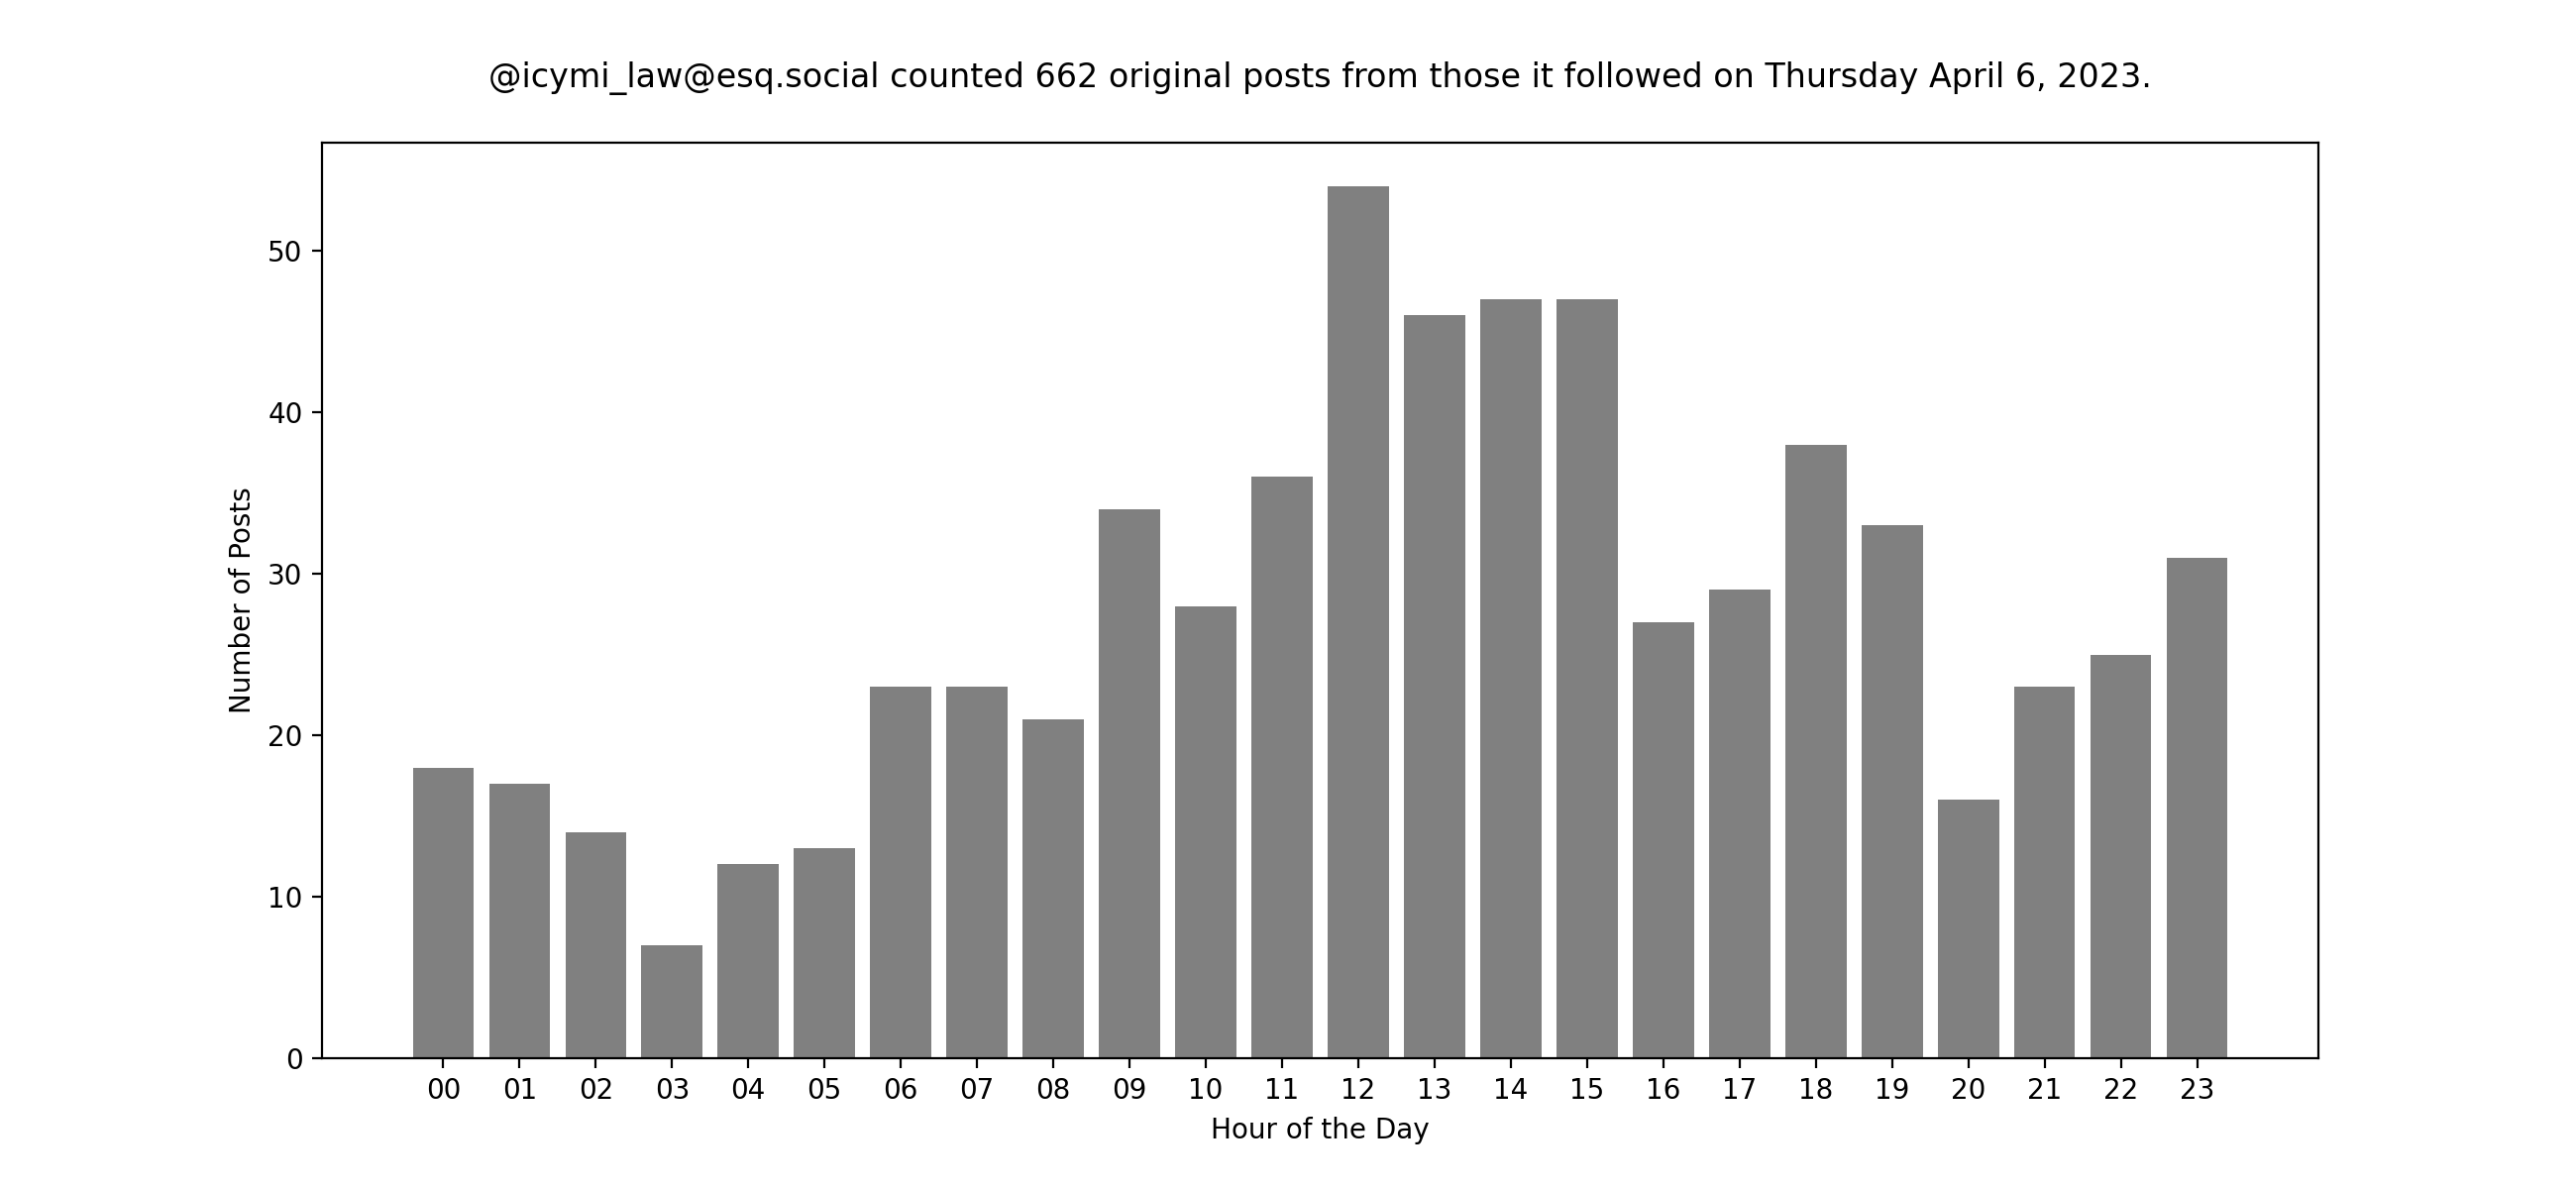 @icymi_law@esq.social counted 662 original posts from those it followed on Thursday April 6, 2023.
50
40
30
20
10
0
Number of Posts
00 01 02 03 04 05 06 07 08 09 10 11 12 13 14 15 16 17 18 19 20 21 22 23
Hour of the Day